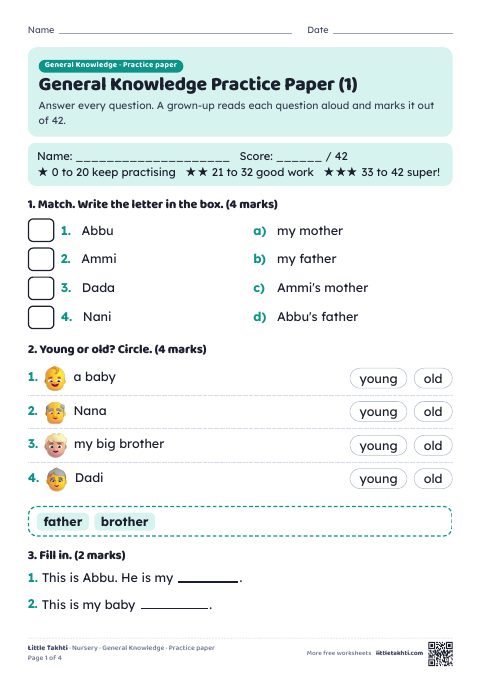 Name ______ Date ______
General Knowledge · Practice paper
General Knowledge Practice Paper (1)
Answer every question. A grown-up reads each question aloud and marks it out
of 42.
Name: ____________________ Score: ______ / 42
★ 0 to 20 keep practising ★★ 21 to 32 good work ★★★ 33 to 42 super!
1. Match. Write the letter in the box. (4 marks)
1. Abbu a) my mother
2. Ammi b) my father
3. Dada c) Ammi's mother
4. Nani d) Abbu's father
2. Young or old? Circle. (4 marks)
1. a baby young old
2. Nana young old
3. my big brother young old
4. Dadi young old
father brother
3. Fill in. (2 marks)
1. This is Abbu. He is my ________.
2. This is my baby ________.
Little Takhti · Nursery · General Knowledge · Practice paper
Page 1 of 4
More free worksheets littletakhti.com